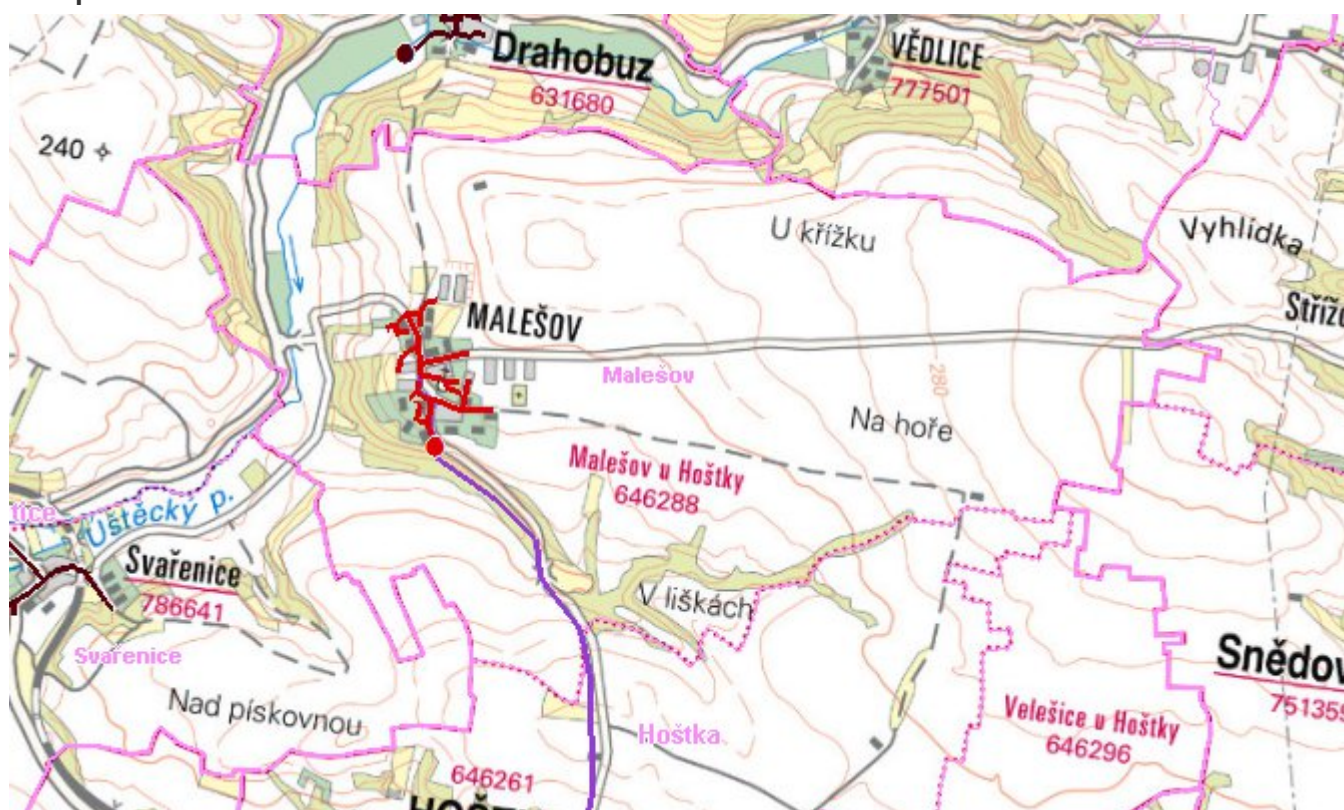 Drahobuz
631680
VĚDLICE
777501
240
U křížku
Vyhlídka
MALEŠOV
Malešov
280
Na hoře
Malešov u Hoštky
646288
Úštěcký p.
Svařenice
786641
V liškách
Svařenice
Nad pískovnou
Hoštka
Velešice u Hoštky
646296
646261